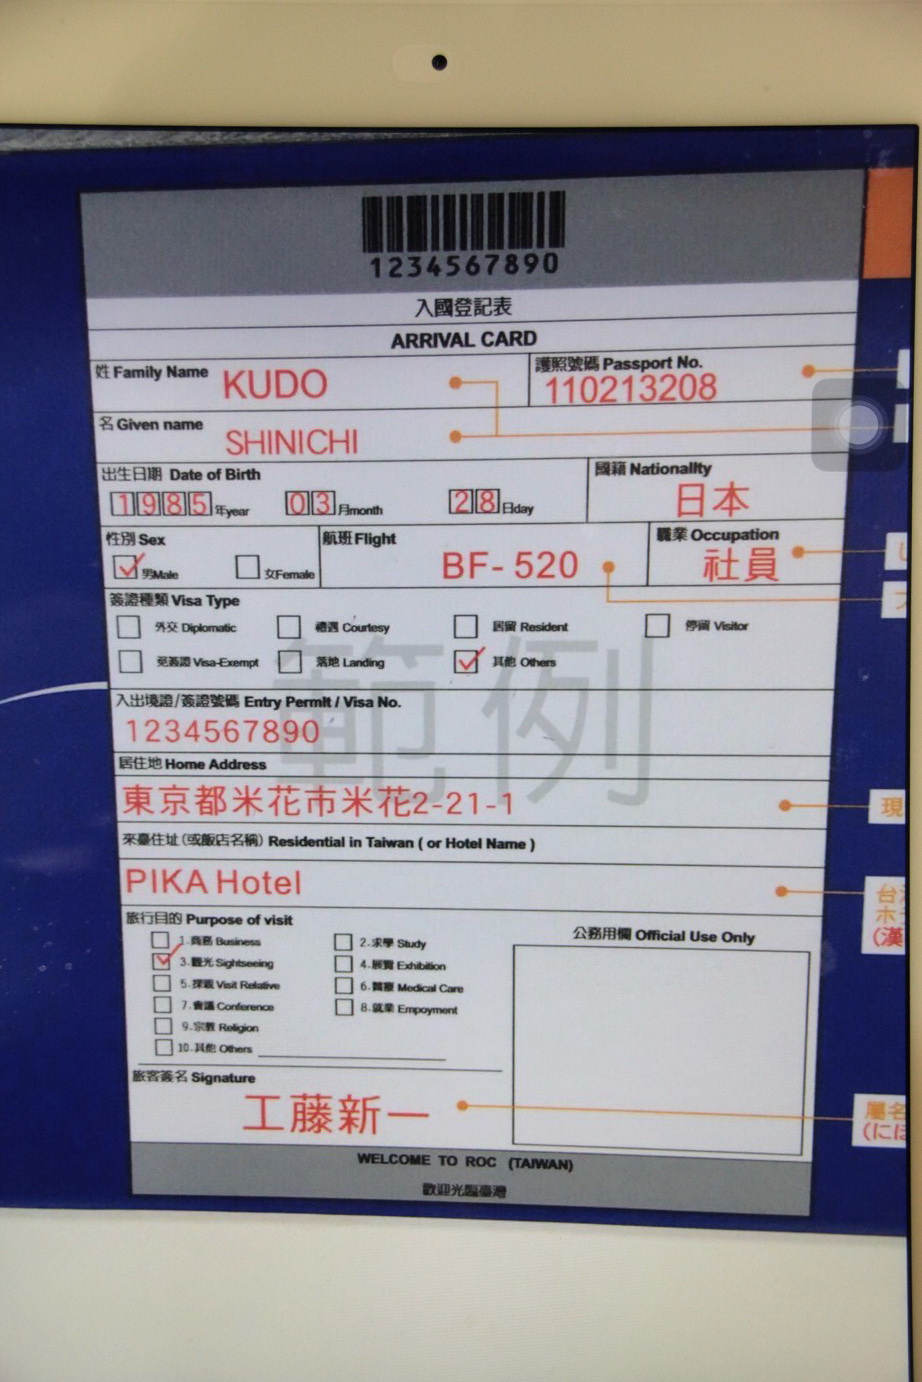 1234567890
入國登記表
ARRIVAL CARD
姓 Family Name KUDO
護照號碼 Passport No.
110213208
名 Given name
SHINICHI
出生日期 Date of Birth
1985 年year 03 月month 28 日day
國籍 Nationality
日本
性別 Sex
男Male 女Female
航班 Flight
BF-520
職業 Occupation
社員
簽證種類 Visa Type
外交 Diplomatic 禮遇 Courtesy 居留 Resident 停留 Visitor
免簽證 Visa-Exempt 落地 Landing 其他 Others
入出境證/簽證號碼 Entry Permit / Visa No.
1234567890
範例
居住地 Home Address
東京都米花市米花2-21-1
現
來臺住址 (或飯店名稱) Residential in Taiwan ( or Hotel Name )
PIKA Hotel
台
ホ
(漢
旅行目的 Purpose of visit
1.商務 Business 2.求學 Study
3.觀光 Sightseeing 4.展覽 Exhibition
5.探親 Visit Relative 6.醫療 Medical Care
7.會議 Conference 8.就業 Empoyment
9.宗教 Religion
10.其他 Others
公務用欄 Official Use Only
旅客簽名 Signature
工藤新一
屬名
(に
WELCOME TO ROC (TAIWAN)
歡迎光臨臺灣